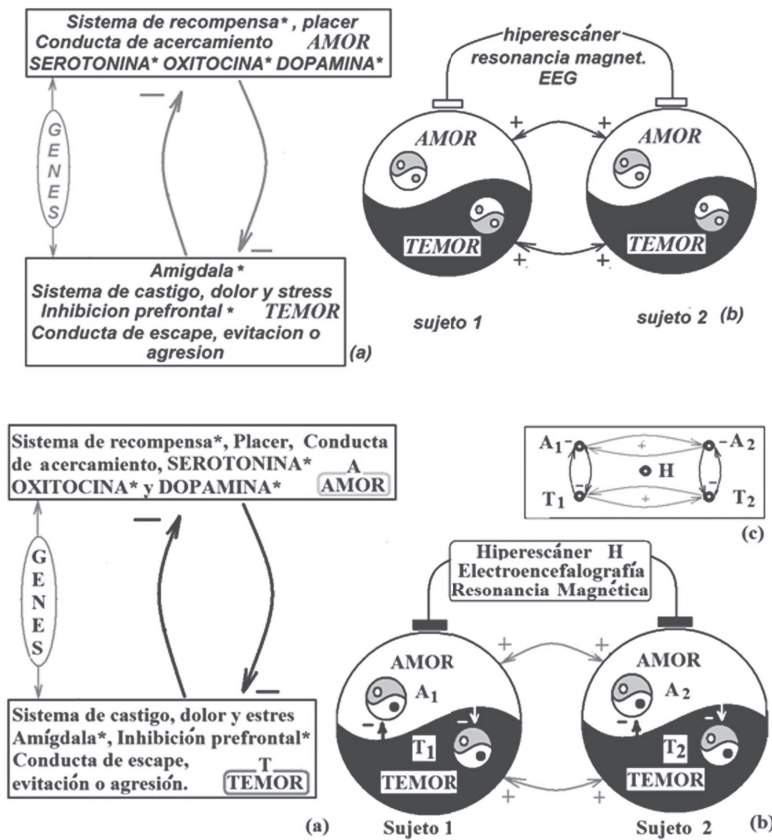 Sistema de recompensa*, placer
Conducta de acercamiento AMOR
SEROTONINA* OXITOCINA* DOPAMINA*
−
GENES
−
Amigdala*
Sistema de castigo, dolor y stress
Inhibicion prefrontal* TEMOR
Conducta de escape, evitacion o
agresion
(a)
hiperescáner
resonancia magnet.
EEG
+ +
AMOR AMOR
TEMOR TEMOR
+ +
sujeto 1 sujeto 2 (b)
Sistema de recompensa*, Placer, Conducta
de acercamiento, SEROTONINA* A
OXITOCINA* y DOPAMINA* AMOR
−
GENES
−
Sistema de castigo, dolor y estres
Amígdala*, Inhibición prefrontal*
Conducta de escape, T
evitación o agresión. TEMOR
(a)
A1 − + − A2
H
T1 − + − T2
(c)
Hiperescáner H
Electroencefalografía
Resonancia Magnética
+ +
AMOR AMOR
A1 A2
− − − −
T1 T2
TEMOR TEMOR
+ +
Sujeto 1 Sujeto 2 (b)